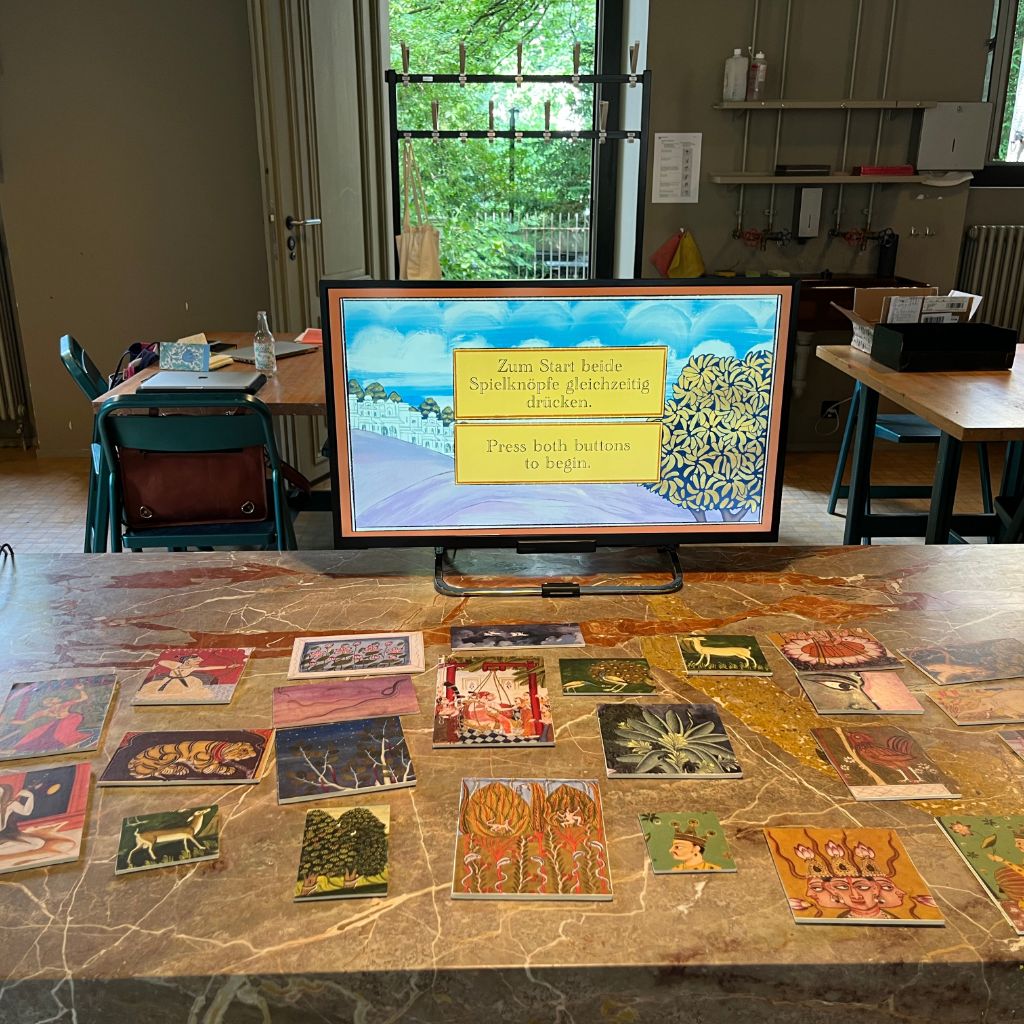 Zum Start beide
Spielknöpfe gleichzeitig
drücken.
Press both buttons
to begin.